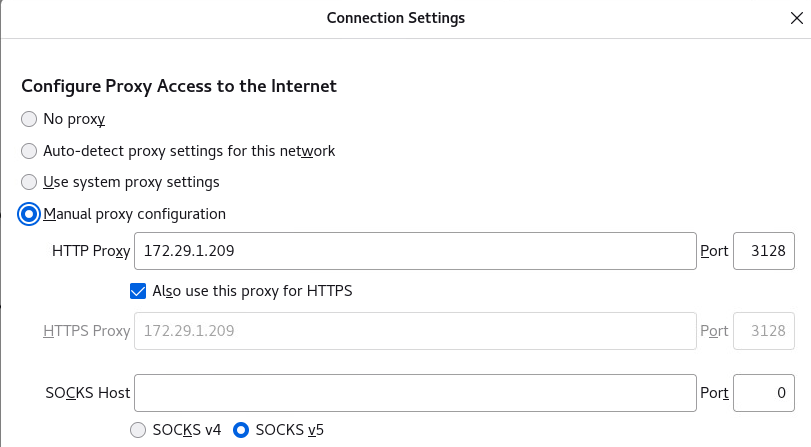 Connection Settings
Configure Proxy Access to the Internet
No proxy
Auto-detect proxy settings for this network
Use system proxy settings
Manual proxy configuration
HTTP Proxy 172.29.1.209 Port 3128
Also use this proxy for HTTPS
HTTPS Proxy 172.29.1.209 Port 3128
SOCKS Host Port 0
SOCKS v4 SOCKS v5